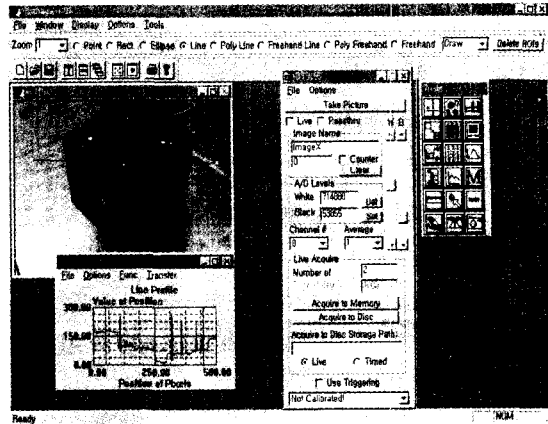 File Window Display Options Tools
Zoom 1 Point Rect Ellipse Line Poly Line Freehand Line Poly Freehand Freehand Draw Delete ROIs
File Options
Take Picture
Live Passthru
Image Name
ImageX
0 Counter
Clear
A/D Levels
White
Black 53055 Set
Channel # Average
0 1
Live Acquire
Number of 2
Acquire to Memory
Acquire to Disc
Acquire to Disc Storage Path:
Live Timed
Use Triggering
Not Calibrated!
File Options Func Transfer
Line Profile
Value at Position
300.00
150.00
0.00
0.00 250.00 500.00
Position of Pixels
Ready NUM